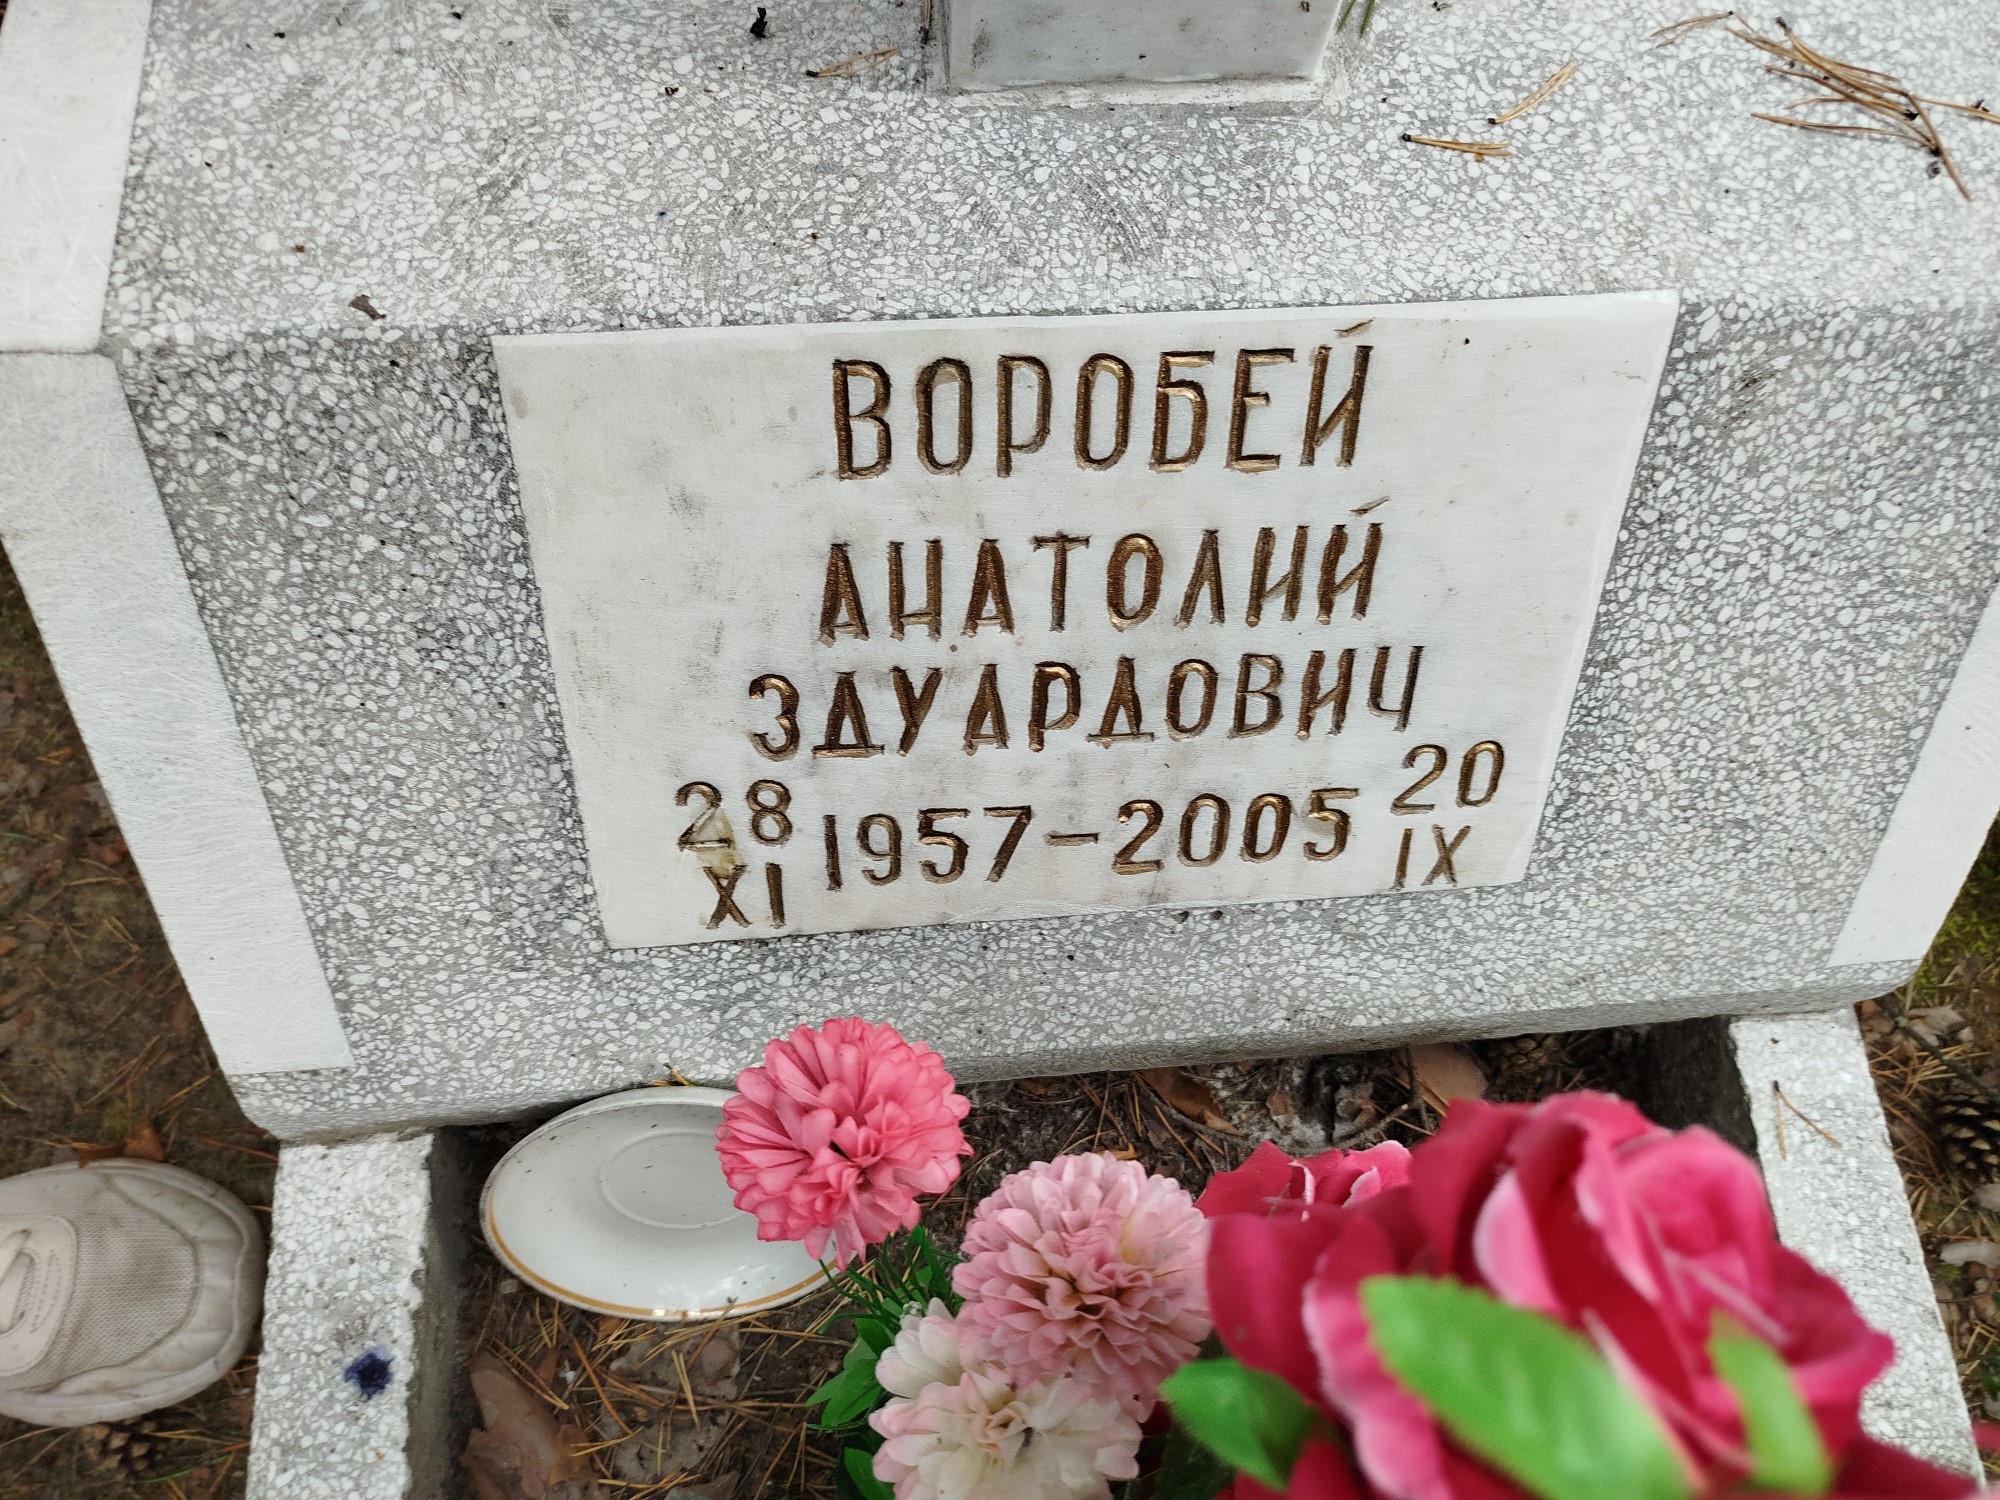 ВОРОБЕЙ
АНАТОЛИЙ
ЭДУАРДОВИЧ
28 XI 1957-2005 20 IX